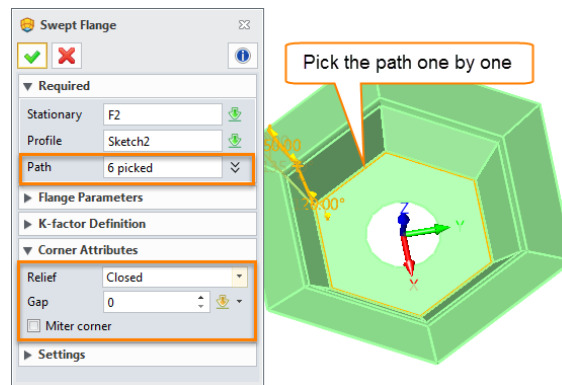 Swept Flange
Required
Stationary F2
Profile Sketch2
Path 6 picked
Flange Parameters
K-factor Definition
Corner Attributes
Relief Closed
Gap 0
Miter corner
Settings
Pick the path one by one
Z
Y
X